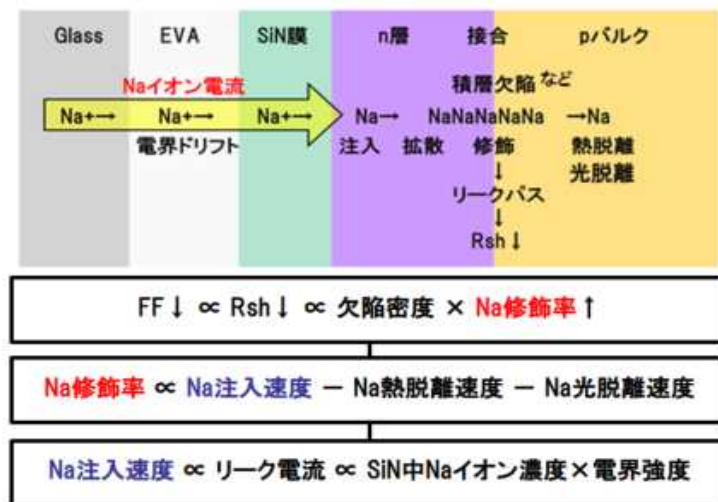 Glass EVA SiN膜 n層 接合 pバルク
Naイオン電流 積層欠陥など
Na+→ Na+→ Na+→ Na→ NaNaNaNaNa →Na
電界ドリフト 注入 拡散 修飾 熱脱離
↓ 光脱離
リークパス
↓
Rsh↓
FF↓ ∝ Rsh↓ ∝ 欠陥密度 × Na修飾率↑
Na修飾率 ∝ Na注入速度 − Na熱脱離速度 − Na光脱離速度
Na注入速度 ∝ リーク電流 ∝ SiN中Naイオン濃度×電界強度